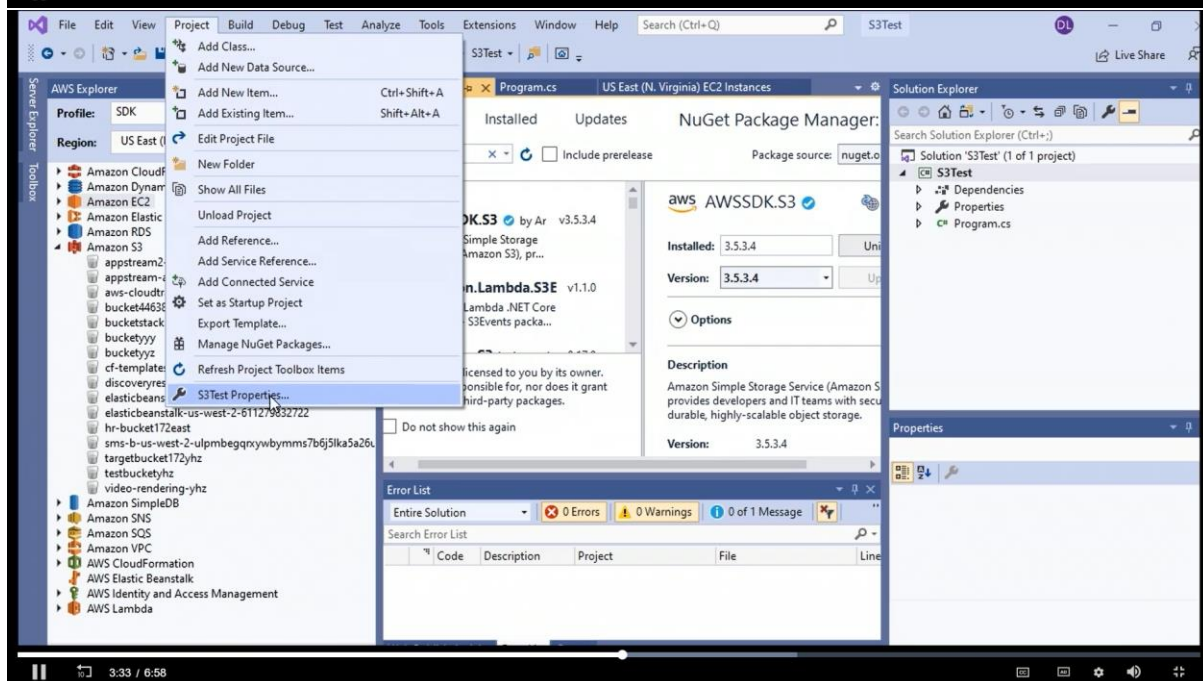 File Edit View Project Build Debug Test Analyze Tools Extensions Window Help Search (Ctrl+Q) S3Test DL
S3Test Live Share
Server Explorer
Toolbox
AWS Explorer
Profile: SDK
Region: US East (
Amazon CloudF
Amazon Dynam
Amazon EC2
Amazon Elastic
Amazon RDS
Amazon S3
appstream2-
appstream-a
aws-cloudtr
bucket44638
bucketstack
bucketyyy
bucketyyz
cf-template
discoveryres
elasticbeans
elasticbeanstalk-us-west-2-611279832722
hr-bucket172east
sms-b-us-west-2-ulpmbegqnxywbymms7b6j5lka5a26u
targetbucket172yhz
testbucketyhz
video-rendering-yhz
Amazon SimpleDB
Amazon SNS
Amazon SQS
Amazon VPC
AWS CloudFormation
AWS Elastic Beanstalk
AWS Identity and Access Management
AWS Lambda
Add Class...
Add New Data Source...
Add New Item... Ctrl+Shift+A
Add Existing Item... Shift+Alt+A
Edit Project File
New Folder
Show All Files
Unload Project
Add Reference...
Add Service Reference...
Add Connected Service
Set as Startup Project
Export Template...
Manage NuGet Packages...
Refresh Project Toolbox Items
S3Test Properties...
Program.cs US East (N. Virginia) EC2 Instances
Installed Updates NuGet Package Manager:
Include prerelease Package source: nuget.o
DK.S3 by Ar v3.5.3.4
Simple Storage
Amazon S3), pr...
n.Lambda.S3E v1.1.0
Lambda .NET Core
S3Events packa...
icensed to you by its owner.
ponsible for, nor does it grant
hird-party packages.
Do not show this again
aws AWSSDK.S3
Installed: 3.5.3.4 Uni
Version: 3.5.3.4 Up
Options
Description
Amazon Simple Storage Service (Amazon S
provides developers and IT teams with secu
durable, highly-scalable object storage.
Version: 3.5.3.4
Error List
Entire Solution 0 Errors 0 Warnings 0 of 1 Message
Search Error List
Code Description Project File Line
Solution Explorer
Search Solution Explorer (Ctrl+;)
Solution 'S3Test' (1 of 1 project)
S3Test
Dependencies
Properties
Program.cs
Properties
3:33 / 6:58